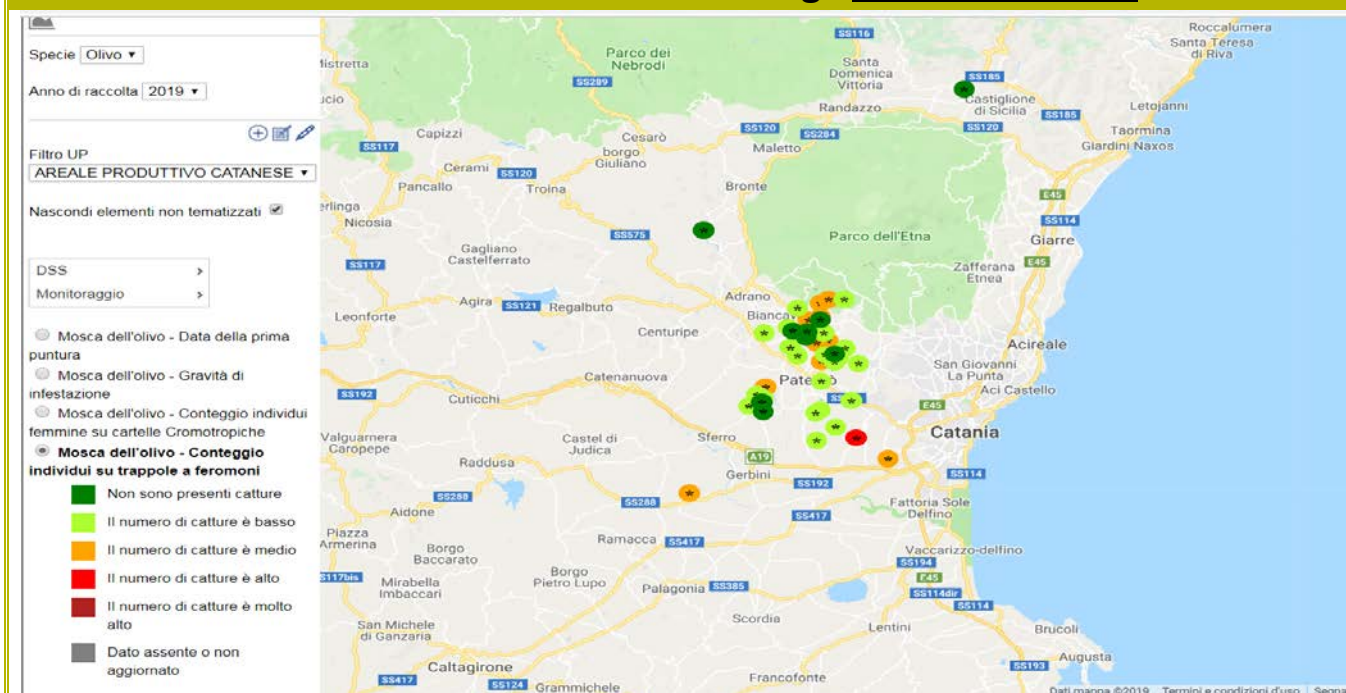 Specie Olivo
Anno di raccolta 2019
Filtro UP
AREALE PRODUTTIVO CATANESE
Nascondi elementi non tematizzati
DSS
Monitoraggio
Mosca dell'olivo - Data della prima
puntura
Mosca dell'olivo - Gravità di
infestazione
Mosca dell'olivo - Conteggio individui
femmine su cartelle Cromotropiche
Mosca dell'olivo - Conteggio
individui su trappole a feromoni
Non sono presenti catture
Il numero di catture è basso
Il numero di catture è medio
Il numero di catture è alto
Il numero di catture è molto
alto
Dato assente o non
aggiornato
Roccalumera
SS116
Santa Teresa
di Riva
Parco dei
Nebrodi
Santa
Domenica
Vittoria
SS289
SS185
Castiglione
di Sicilia
Randazzo
Letojanni
SS185
Capizzi
Cesarò
SS120
SS284
SS120
Taormina
SS117
borgo
Giuliano
Maletto
Giardini Naxos
Cerami
SS120
Pancallo
Troina
Bronte
E45
Nicosia
SS575
SS114
Parco dell'Etna
Giarre
Gagliano
Castelferrato
SS117
Zafferana
Etnea
E45
Adrano
Agira
SS121
Regalbuto
Leonforte
Centuripe
Acireale
San Giovanni
La Punta
Catenanuova
Aci Castello
SS192
Cuticchi
E45
Valguarnera
Caropepe
Castel di
Judica
Sferro
Catania
A19
Raddusa
Gerbini
SS114
SS192
SS288
SS288
Fattoria Sole
Delfino
Aidone
SS417
Piazza
Armerina
Ramacca
SS417
Borgo
Baccarato
Vaccarizzo-delfino
SS194
Borgo
Pietro Lupo
E45
S117bis
Mirabella
Imbaccari
Palagonia
SS385
SS114dir
SS114
San Michele
di Ganzaria
Scordia
Lentini
Brucoli
Augusta
Caltagirone
SS193
SS417
SS124
Grammichele
Francofonte
Dati mappa ©2019 Termini e condizioni d'uso